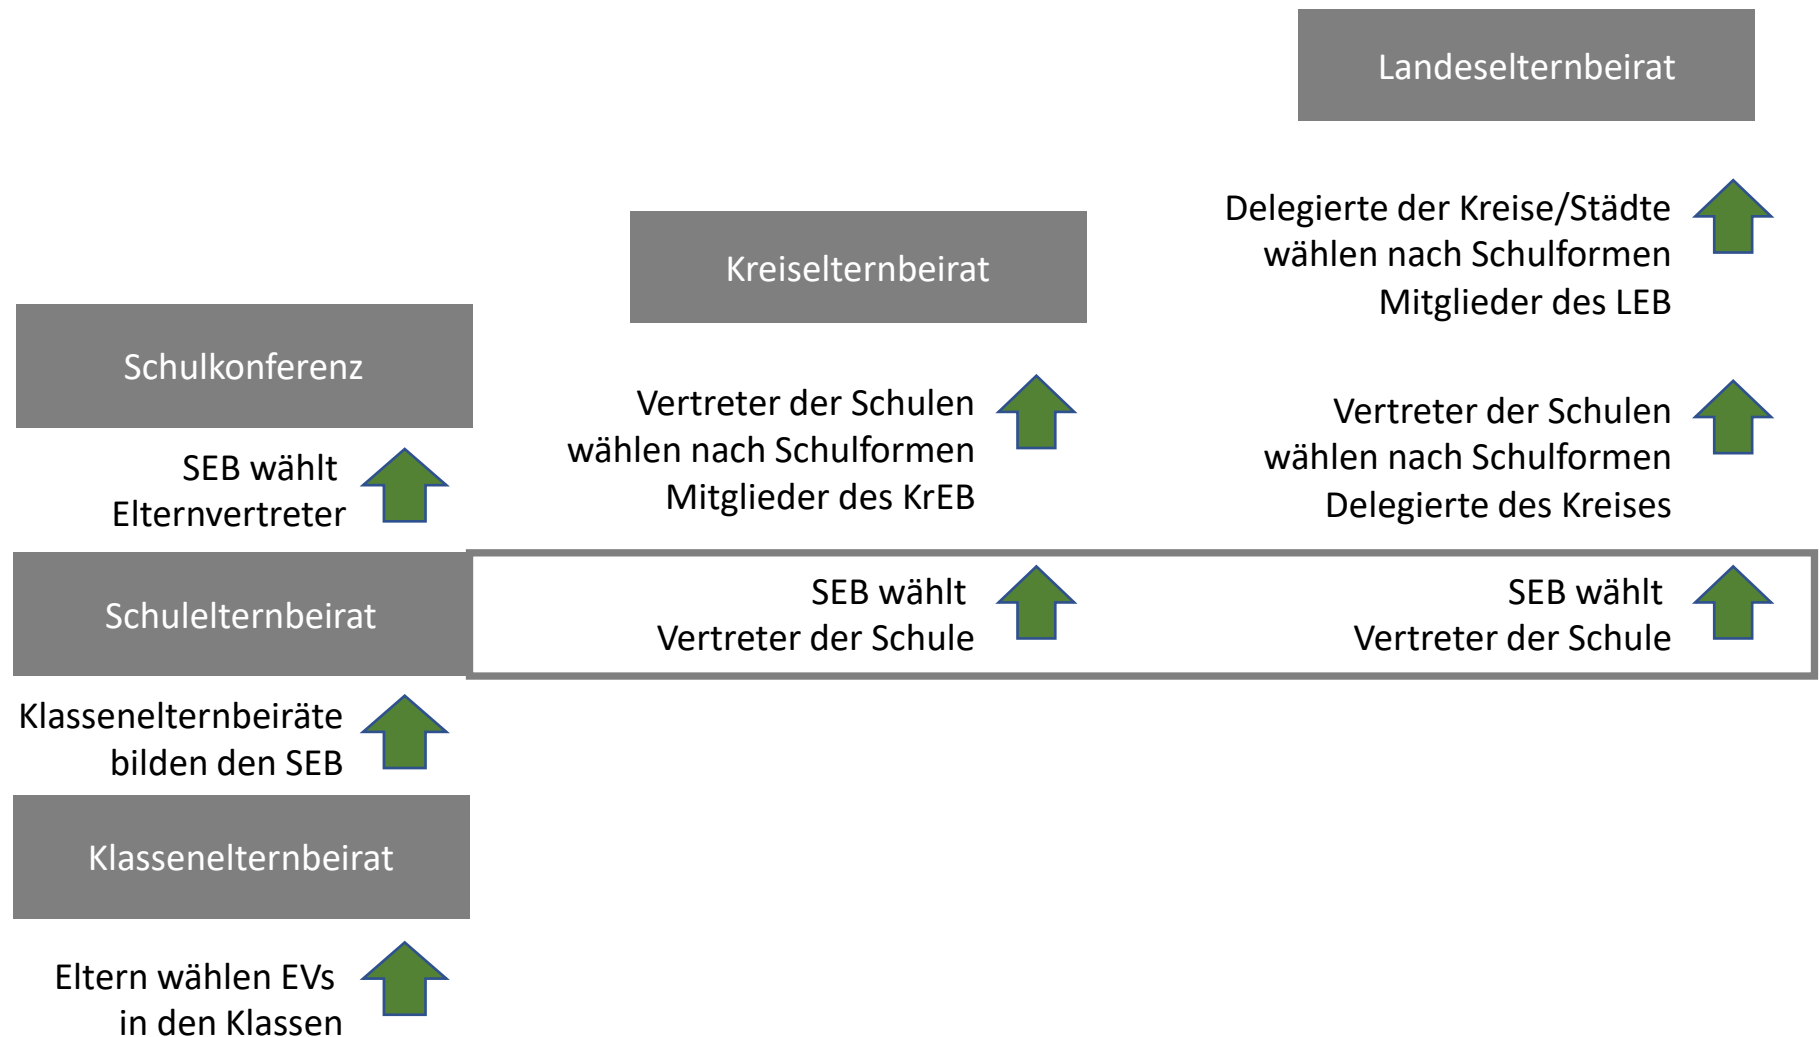 Landeselternbeirat
Delegierte der Kreise/Städte
wählen nach Schulformen
Mitglieder des LEB
Kreiselternbeirat
Schulkonferenz
Vertreter der Schulen
wählen nach Schulformen
Mitglieder des KrEB
Vertreter der Schulen
wählen nach Schulformen
Delegierte des Kreises
SEB wählt
Elternvertreter
Schulelternbeirat
SEB wählt
Vertreter der Schule
SEB wählt
Vertreter der Schule
Klassenelternbeiräte
bilden den SEB
Klassenelternbeirat
Eltern wählen EVs
in den Klassen